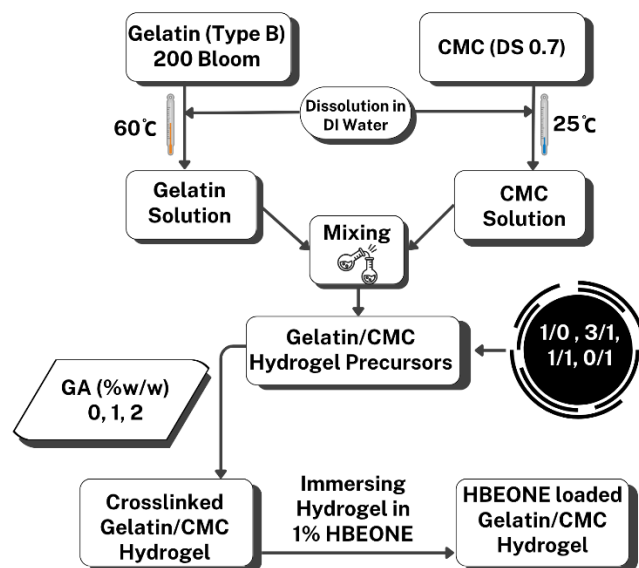 Gelatin (Type B)
200 Bloom
CMC (DS 0.7)
Dissolution in
DI Water
60℃
25℃
Gelatin
Solution
CMC
Solution
Mixing
Gelatin/CMC
Hydrogel Precursors
1/0 , 3/1,
1/1, 0/1
GA (%w/w)
0, 1, 2
Crosslinked
Gelatin/CMC
Hydrogel
Immersing
Hydrogel in
1% HBEONE
HBEONE loaded
Gelatin/CMC
Hydrogel